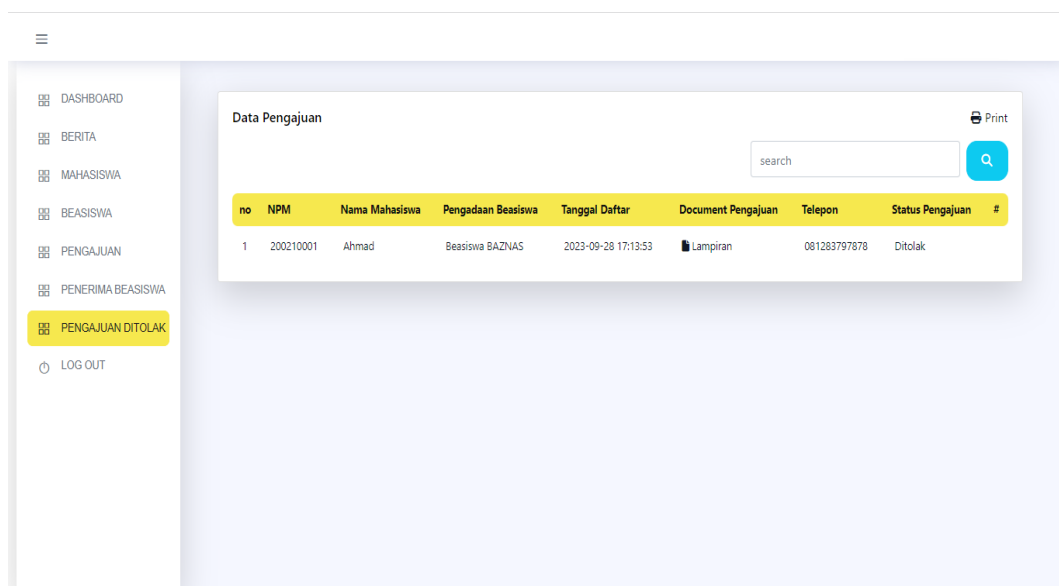 DASHBOARD
BERITA
MAHASISWA
BEASISWA
PENGAJUAN
PENERIMA BEASISWA
PENGAJUAN DITOLAK
LOG OUT
Data Pengajuan
Print
search
no NPM Nama Mahasiswa Pengadaan Beasiswa Tanggal Daftar Document Pengajuan Telepon Status Pengajuan #
1 200210001 Ahmad Beasiswa BAZNAS 2023-09-28 17:13:53 Lampiran 081283797878 Ditolak